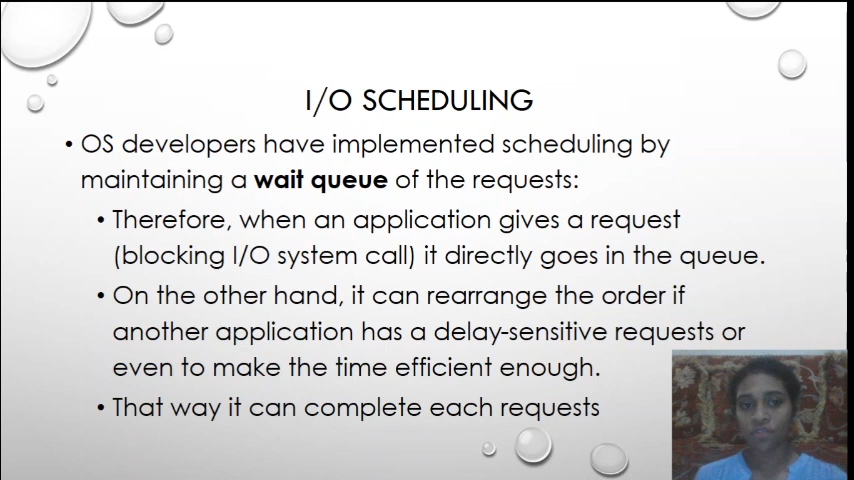 I/O SCHEDULING
• OS developers have implemented scheduling by
maintaining a wait queue of the requests:
• Therefore, when an application gives a request
(blocking I/O system call) it directly goes in the queue.
• On the other hand, it can rearrange the order if
another application has a delay-sensitive requests or
even to make the time efficient enough.
• That way it can complete each requests